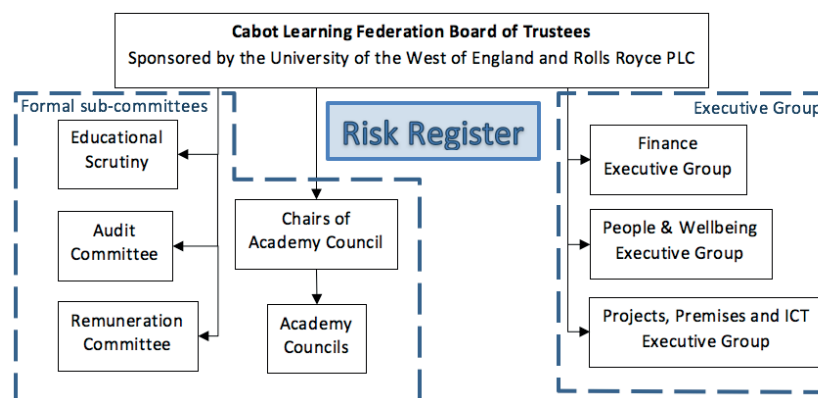 Cabot Learning Federation Board of Trustees
Sponsored by the University of the West of England and Rolls Royce PLC
Formal sub-committees
Educational
Scrutiny
Audit
Committee
Remuneration
Committee
Risk Register
Chairs of
Academy Council
Academy
Councils
Executive Group
Finance
Executive Group
People & Wellbeing
Executive Group
Projects, Premises and ICT
Executive Group